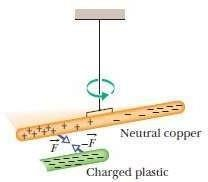 Neutral copper
F⃗
-F⃗
Charged plastic